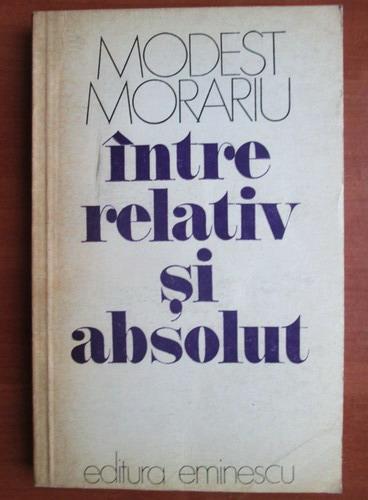 MODEST
MORARIU
între
relativ
și
absolut
editura eminescu